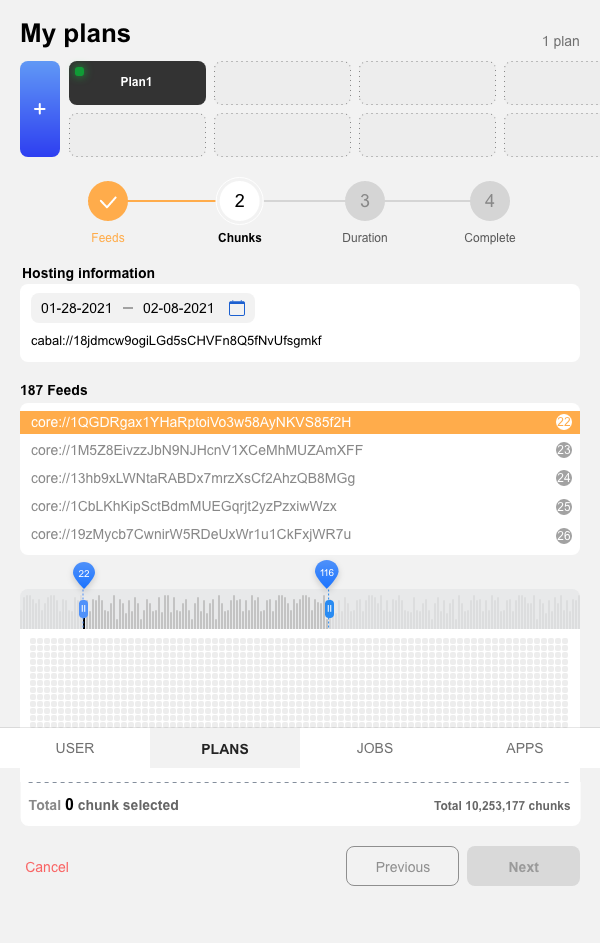 My plans
1 plan
+
Plan1
2
3
4
Feeds
Chunks
Duration
Complete
Hosting information
01-28-2021 — 02-08-2021
cabal://18jdmcw9ogiLGd5sCHVFn8Q5fNvUfsgmkf
187 Feeds
core://1QGDRgax1YHaRptoiVo3w58AyNKVS85f2H 22
core://1M5Z8EivzzJbN9NJHcnV1XCeMhMUZAmXFF 23
core://13hb9xLWNtaRABDx7mrzXsCf2AhzQB8MGg 24
core://1CbLKhKipSctBdmMUEGqrjt2yzPzxiwWzx 25
core://19zMycb7CwnirW5RDeUxWr1u1CkFxjWR7u 26
22
116
USER
PLANS
JOBS
APPS
Total 0 chunk selected
Total 10,253,177 chunks
Cancel
Previous
Next